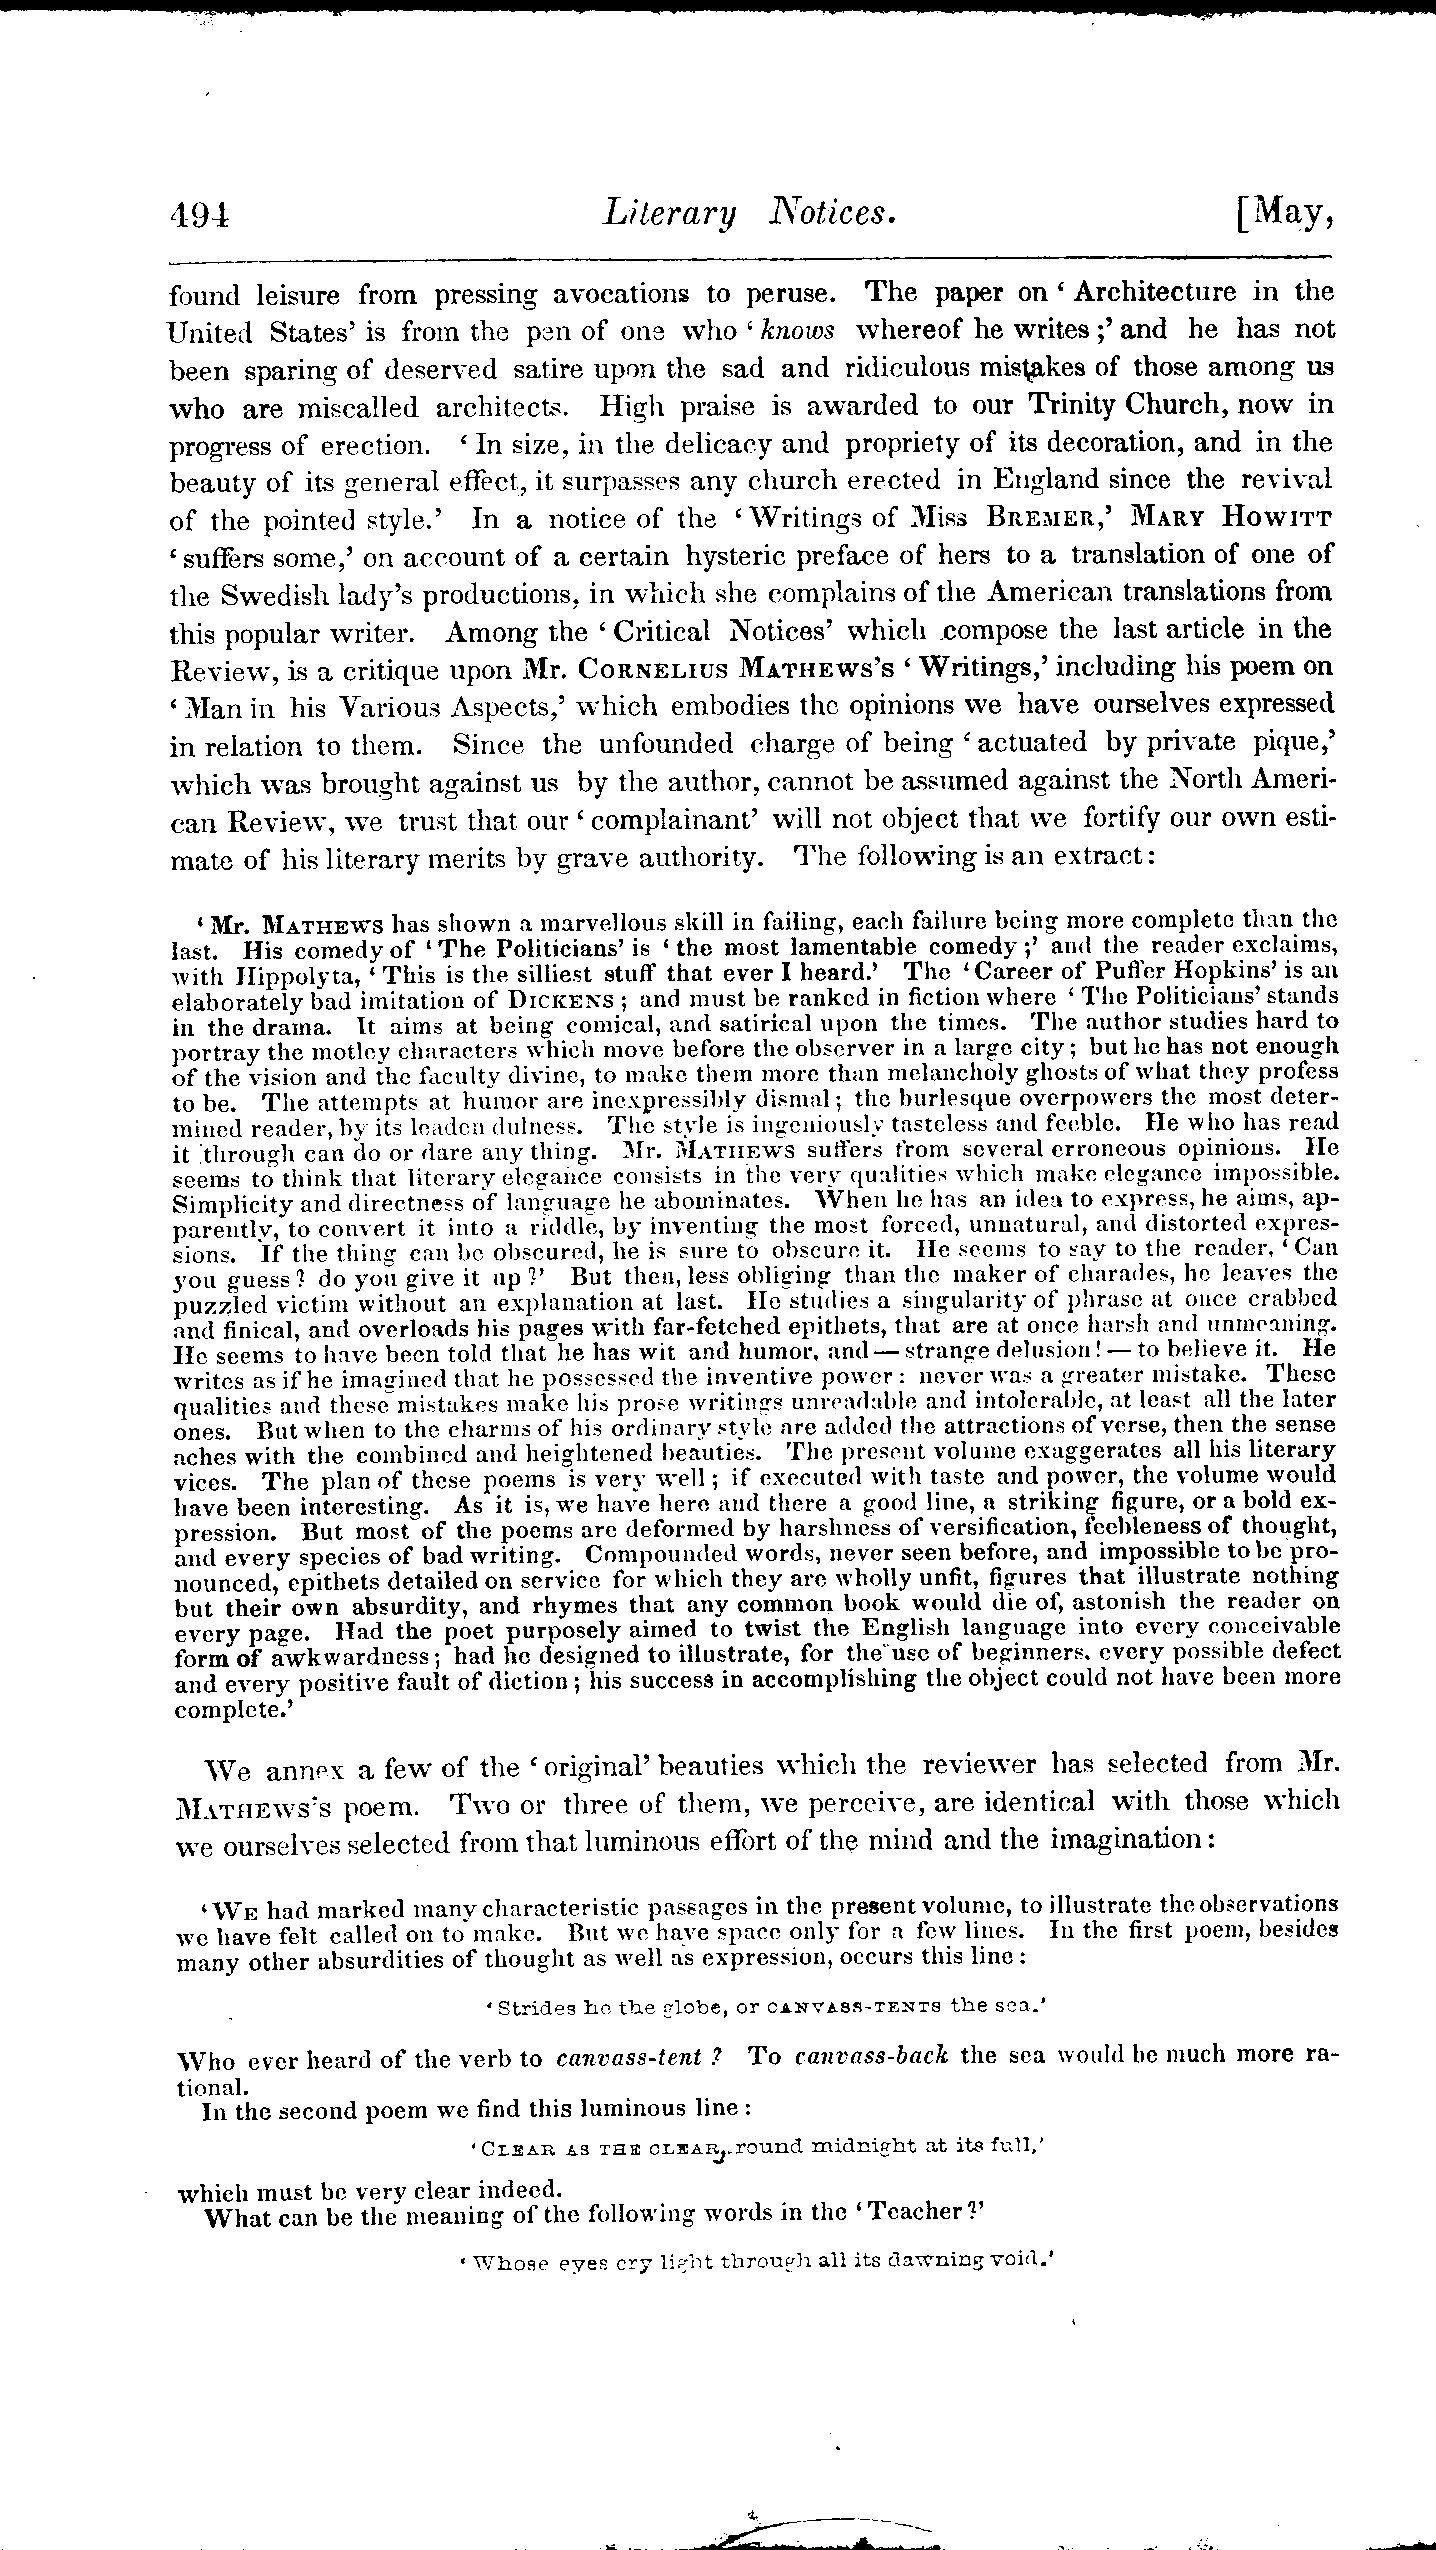 494 Literary Notices. [May,
found leisure from pressing avocations to peruse. The paper on ‘Architecture in the
United States’ is from the pen of one who ‘knows whereof he writes;’ and he has not
been sparing of deserved satire upon the sad and ridiculous mistakes of those among us
who are miscalled architects. High praise is awarded to our Trinity Church, now in
progress of erection. ‘In size, in the delicacy and propriety of its decoration, and in the
beauty of its general effect, it surpasses any church erected in England since the revival
of the pointed style.’ In a notice of the ‘Writings of Miss BREMER,’ MARY HOWITT
‘suffers some,’ on account of a certain hysteric preface of hers to a translation of one of
the Swedish lady’s productions, in which she complains of the American translations from
this popular writer. Among the ‘Critical Notices’ which compose the last article in the
Review, is a critique upon Mr. CORNELIUS MATHEWS’S ‘Writings,’ including his poem on
‘Man in his Various Aspects,’ which embodies the opinions we have ourselves expressed
in relation to them. Since the unfounded charge of being ‘actuated by private pique,’
which was brought against us by the author, cannot be assumed against the North Ameri-
can Review, we trust that our ‘complainant’ will not object that we fortify our own esti-
mate of his literary merits by grave authority. The following is an extract:
‘Mr. MATHEWS has shown a marvellous skill in failing, each failure being more complete than the
last. His comedy of ‘The Politicians’ is ‘the most lamentable comedy;’ and the reader exclaims,
with Hippolyta, ‘This is the silliest stuff that ever I heard.’ The ‘Career of Puffer Hopkins’ is an
elaborately bad imitation of DICKENS; and must be ranked in fiction where ‘The Politicians’ stands
in the drama. It aims at being comical, and satirical upon the times. The author studies hard to
portray the motley characters which move before the observer in a large city; but he has not enough
of the vision and the faculty divine, to make them more than melancholy ghosts of what they profess
to be. The attempts at humor are inexpressibly dismal; the burlesque overpowers the most deter-
mined reader, by its leaden dulness. The style is ingeniously tasteless and feeble. He who has read
it through can do or dare any thing. Mr. MATHEWS suffers from several erroneous opinions. He
seems to think that literary elegance consists in the very qualities which make elegance impossible.
Simplicity and directness of language he abominates. When he has an idea to express, he aims, ap-
parently, to convert it into a riddle, by inventing the most forced, unnatural, and distorted expres-
sions. If the thing can be obscured, he is sure to obscure it. He seems to say to the reader, ‘Can
you guess? do you give it up?’ But then, less obliging than the maker of charades, he leaves the
puzzled victim without an explanation at last. He studies a singularity of phrase at once crabbed
and finical, and overloads his pages with far-fetched epithets, that are at once harsh and unmeaning.
He seems to have been told that he has wit and humor, and — strange delusion! — to believe it. He
writes as if he imagined that he possessed the inventive power: never was a greater mistake. These
qualities and these mistakes make his prose writings unreadable and intolerable, at least all the later
ones. But when to the charms of his ordinary style are added the attractions of verse, then the sense
aches with the combined and heightened beauties. The present volume exaggerates all his literary
vices. The plan of these poems is very well; if executed with taste and power, the volume would
have been interesting. As it is, we have here and there a good line, a striking figure, or a bold ex-
pression. But most of the poems are deformed by harshness of versification, feebleness of thought,
and every species of bad writing. Compounded words, never seen before, and impossible to be pro-
nounced, epithets detailed on service for which they are wholly unfit, figures that illustrate nothing
but their own absurdity, and rhymes that any common book would die of, astonish the reader on
every page. Had the poet purposely aimed to twist the English language into every conceivable
form of awkwardness; had he designed to illustrate, for the use of beginners, every possible defect
and every positive fault of diction; his success in accomplishing the object could not have been more
complete.’
We annex a few of the ‘original’ beauties which the reviewer has selected from Mr.
MATHEWS’S poem. Two or three of them, we perceive, are identical with those which
we ourselves selected from that luminous effort of the mind and the imagination:
‘WE had marked many characteristic passages in the present volume, to illustrate the observations
we have felt called on to make. But we have space only for a few lines. In the first poem, besides
many other absurdities of thought as well as expression, occurs this line:
‘Strides he the globe, or CANVASS-TENTS the sea.’
Who ever heard of the verb to canvass-tent? To canvass-back the sea would be much more ra-
tional.
In the second poem we find this luminous line:
‘CLEAR AS THE CLEAR, round midnight at its full,’
which must be very clear indeed.
What can be the meaning of the following words in the ‘Teacher?’
‘Whose eyes cry light through all its dawning void.’